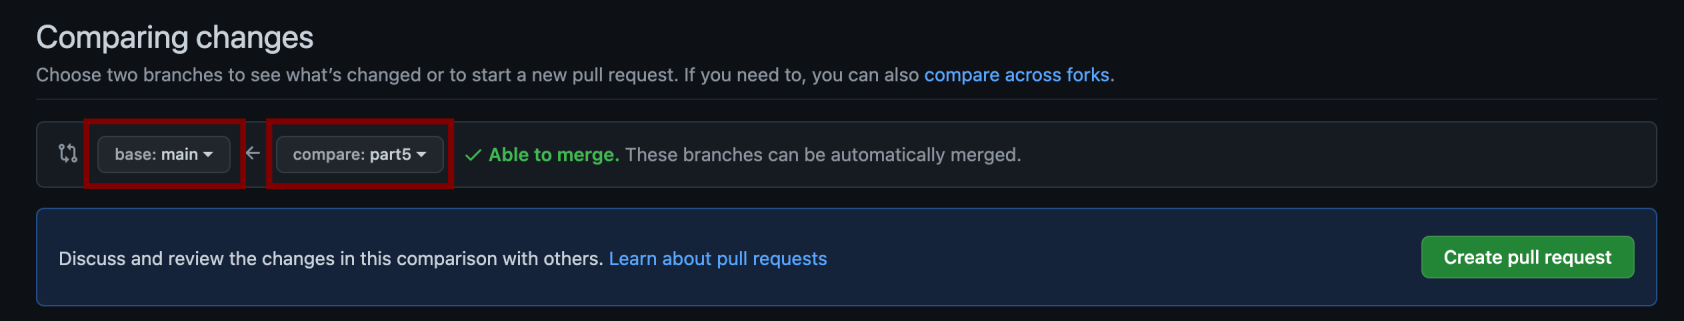 Comparing changes
Choose two branches to see what's changed or to start a new pull request. If you need to, you can also compare across forks.
base: main compare: part5 Able to merge. These branches can be automatically merged.
Discuss and review the changes in this comparison with others. Learn about pull requests Create pull request